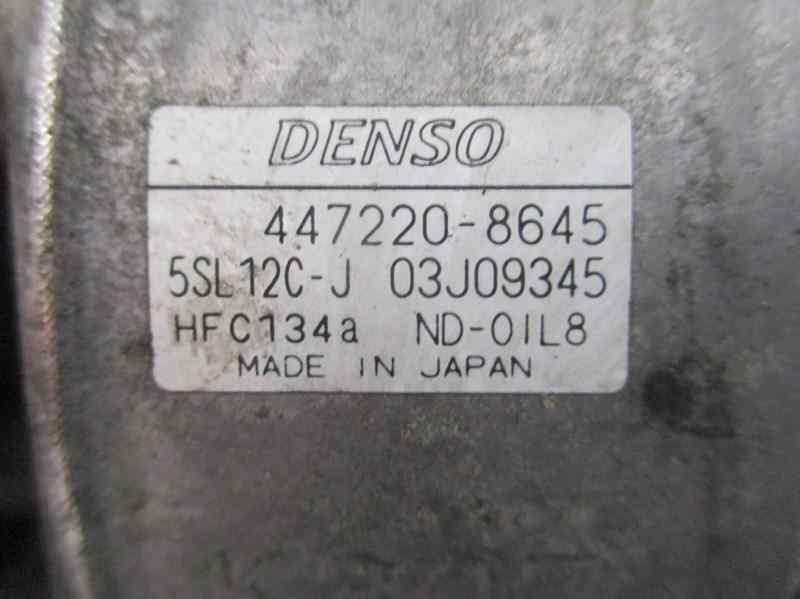 DENSO
447220-8645
5SL12C-J 03J09345
HFC134a ND-OIL8
MADE IN JAPAN